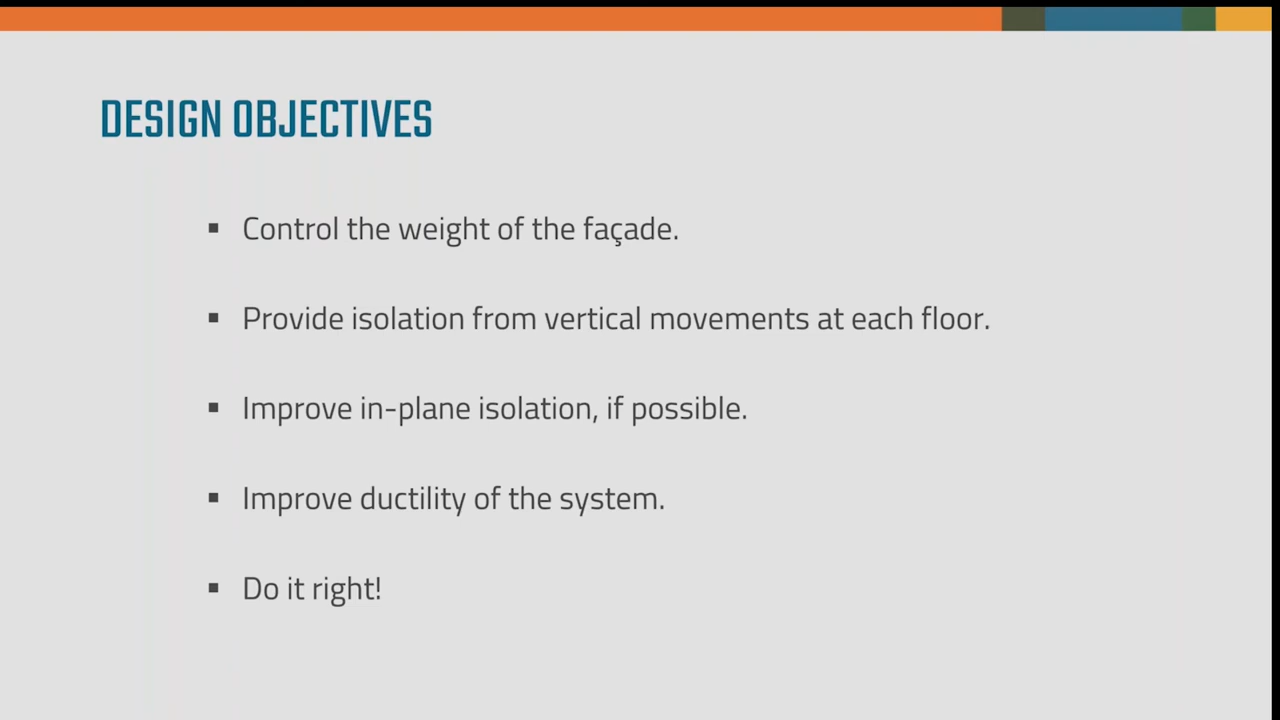 DESIGN OBJECTIVES
▪ Control the weight of the façade.
▪ Provide isolation from vertical movements at each floor.
▪ Improve in-plane isolation, if possible.
▪ Improve ductility of the system.
▪ Do it right!